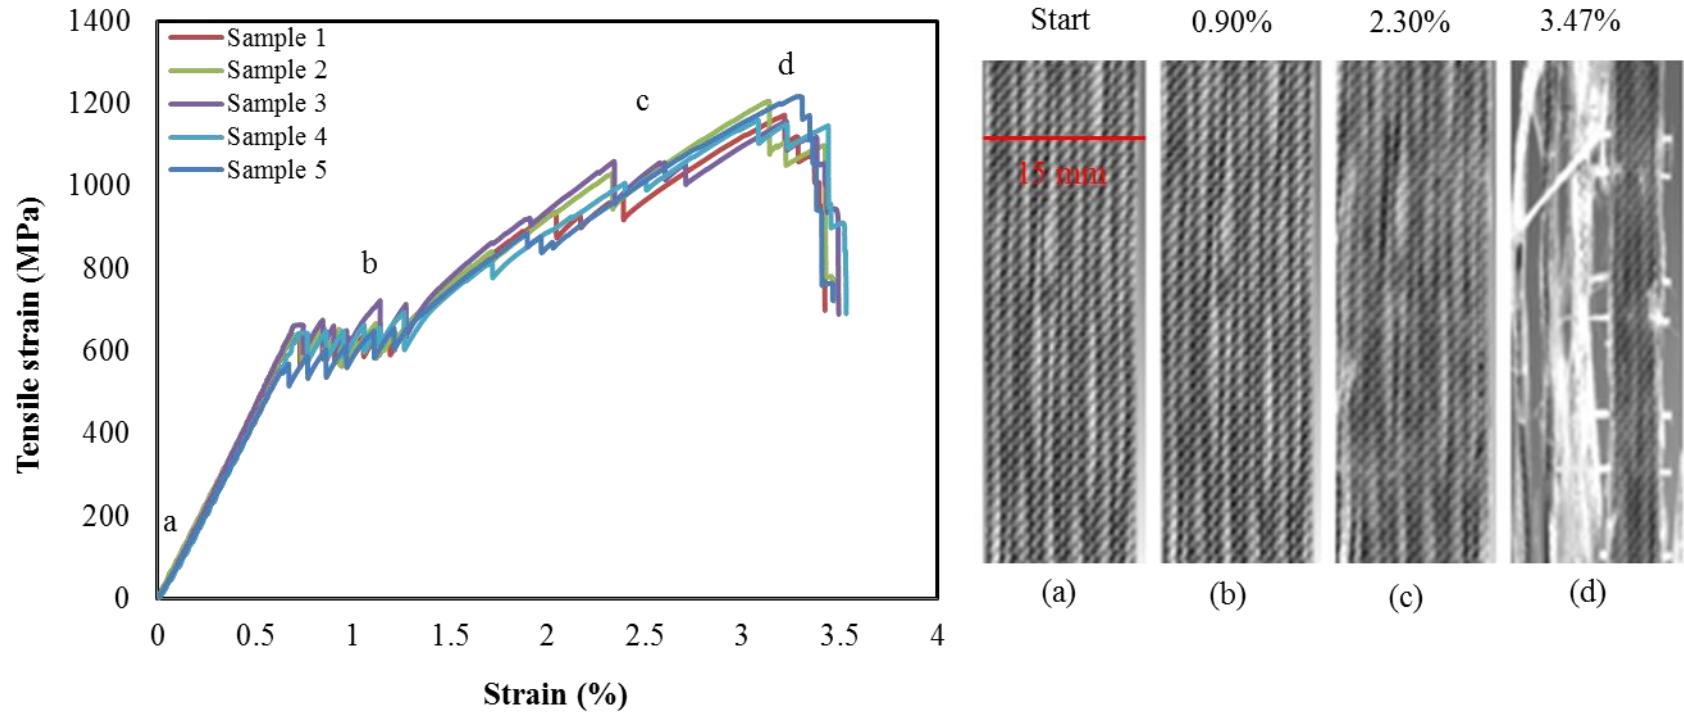 1400
1200
1000
800
600
400
200
0
Tensile strain (MPa)
Sample 1
Sample 2
Sample 3
Sample 4
Sample 5
a
b
c
d
0 0.5 1 1.5 2 2.5 3 3.5 4
Strain (%)
Start 0.90% 2.30% 3.47%
15 mm
(a) (b) (c) (d)